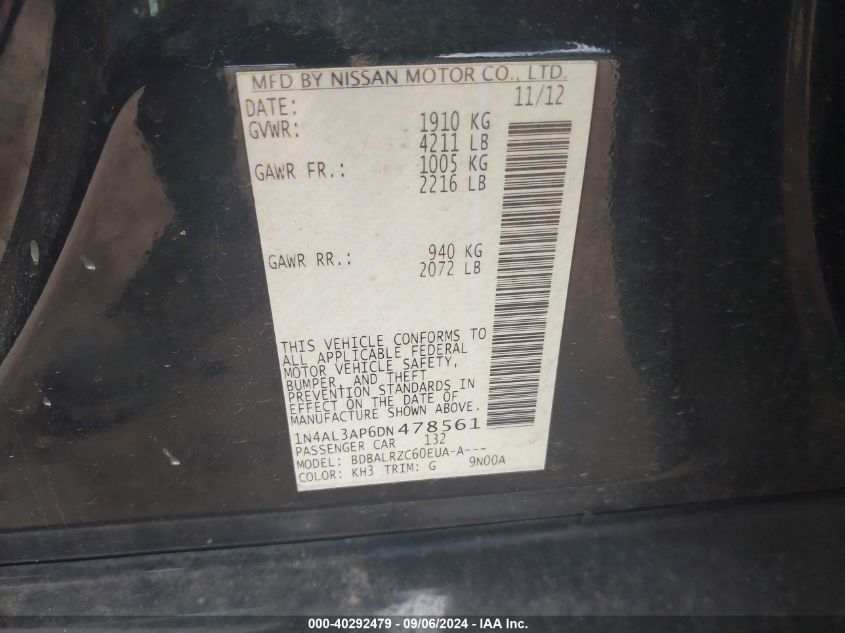 MFD BY NISSAN MOTOR CO., LTD.
DATE: 11/12
GVWR: 1910 KG
4211 LB
GAWR FR.: 1005 KG
2216 LB
GAWR RR.: 940 KG
2072 LB
THIS VEHICLE CONFORMS TO
ALL APPLICABLE FEDERAL
MOTOR VEHICLE SAFETY,
BUMPER, AND THEFT
PREVENTION STANDARDS IN
EFFECT ON THE DATE OF
MANUFACTURE SHOWN ABOVE.
1N4AL3AP6DN478561
PASSENGER CAR 132
MODEL: BDBALRZC60EUA-A---
COLOR: KH3 TRIM: G 9N00A
000-40292479 - 09/06/2024 - IAA Inc.